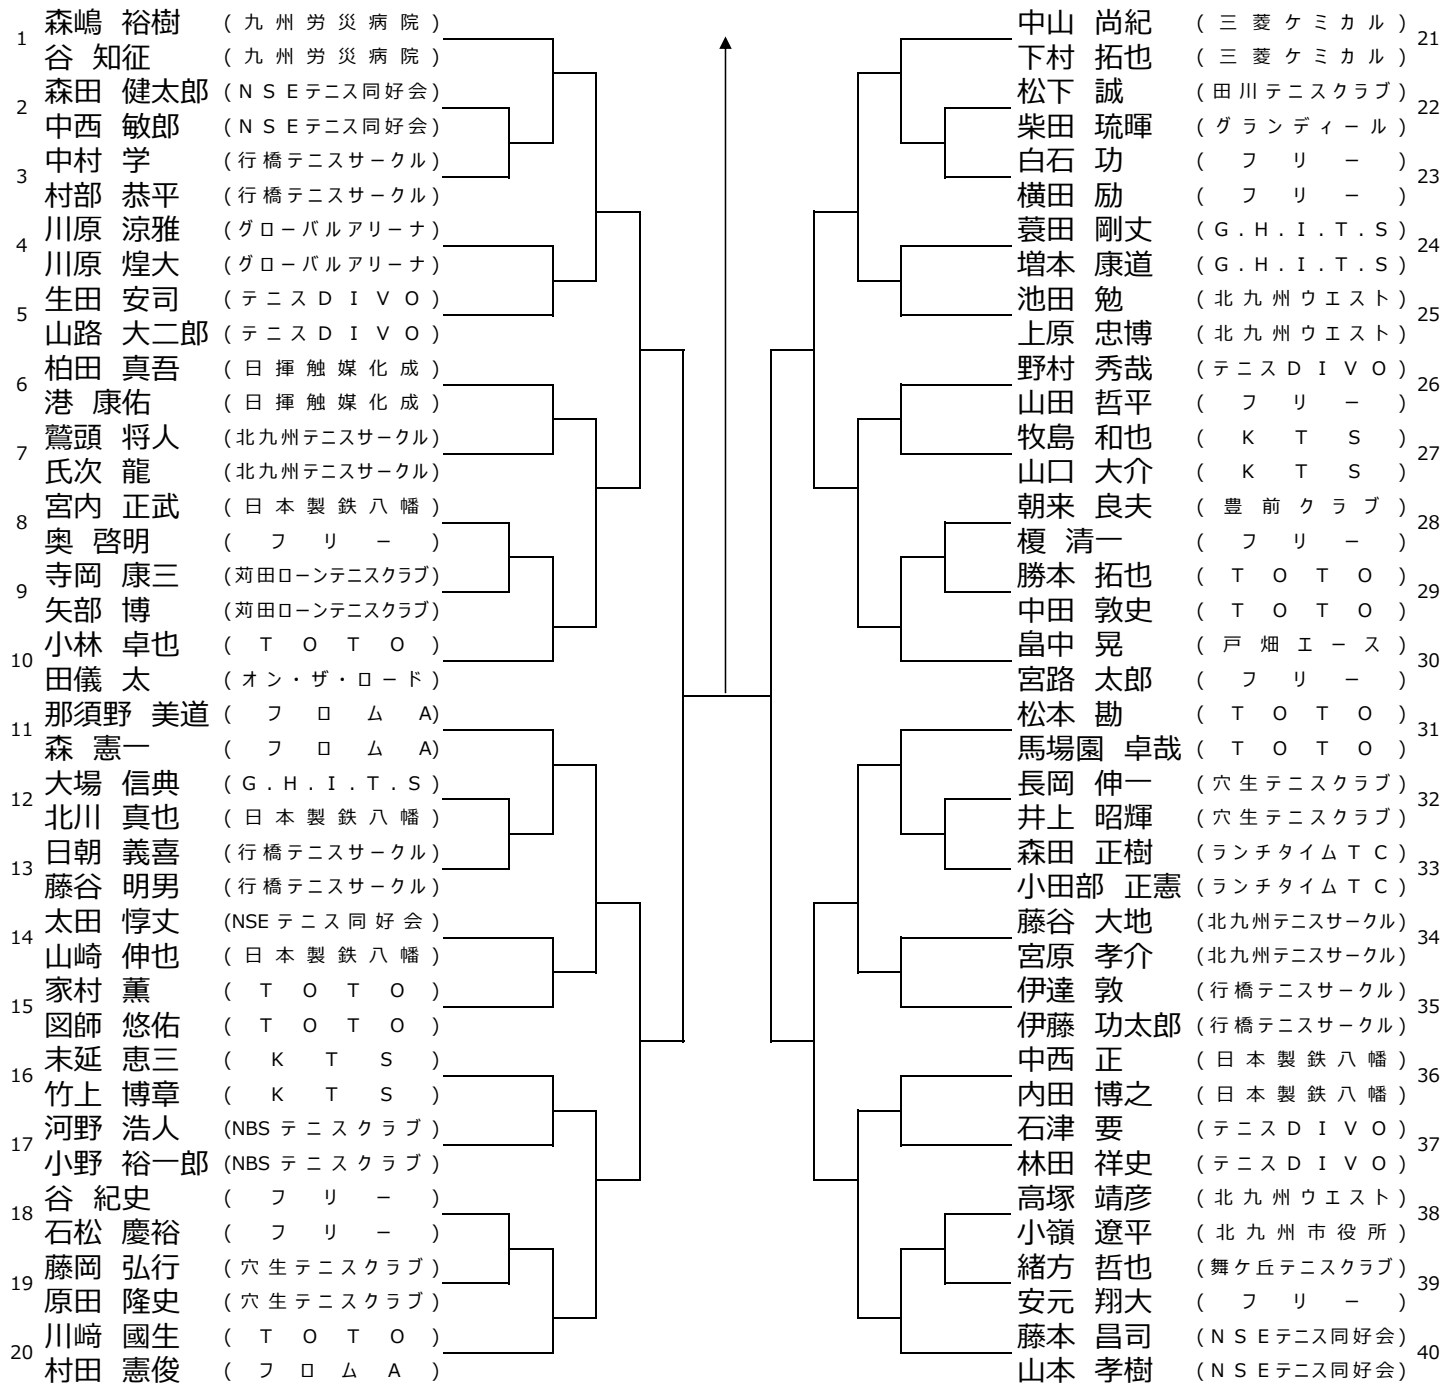 1
森嶋 裕樹 (九州労災病院)
谷 知征 (九州労災病院)
2
森田 健太郎 (NSEテニス同好会)
中西 敏郎 (NSEテニス同好会)
3
中村 学 (行橋テニスサークル)
村部 恭平 (行橋テニスサークル)
4
川原 涼雅 (グローバルアリーナ)
川原 煌大 (グローバルアリーナ)
5
生田 安司 (テニスDIVO)
山路 大二郎 (テニスDIVO)
6
柏田 真吾 (日揮触媒化成)
港 康佑 (日揮触媒化成)
7
鷲頭 将人 (北九州テニスサークル)
氏次 龍 (北九州テニスサークル)
8
宮内 正武 (日本製鉄八幡)
奥 啓明 (フリー)
9
寺岡 康三 (苅田ローンテニスクラブ)
矢部 博 (苅田ローンテニスクラブ)
10
小林 卓也 (TOTO)
田儀 太 (オン・ザ・ロード)
11
那須野 美道 (フロムA)
森 憲一 (フロムA)
12
大場 信典 (G.H.I.T.S)
北川 真也 (日本製鉄八幡)
13
日朝 義喜 (行橋テニスサークル)
藤谷 明男 (行橋テニスサークル)
14
太田 惇丈 (NSEテニス同好会)
山崎 伸也 (日本製鉄八幡)
15
家村 薫 (TOTO)
図師 悠佑 (TOTO)
16
末延 恵三 (KTS)
竹上 博章 (KTS)
17
河野 浩人 (NBSテニスクラブ)
小野 裕一郎 (NBSテニスクラブ)
18
谷 紀史 (フリー)
石松 慶裕 (フリー)
19
藤岡 弘行 (穴生テニスクラブ)
原田 隆史 (穴生テニスクラブ)
20
川﨑 國生 (TOTO)
村田 憲俊 (フロムA)
21
中山 尚紀 (三菱ケミカル)
下村 拓也 (三菱ケミカル)
22
松下 誠 (田川テニスクラブ)
柴田 琉暉 (グランディール)
23
白石 功 (フリー)
横田 励 (フリー)
24
蓑田 剛丈 (G.H.I.T.S)
増本 康道 (G.H.I.T.S)
25
池田 勉 (北九州ウエスト)
上原 忠博 (北九州ウエスト)
26
野村 秀哉 (テニスDIVO)
山田 哲平 (フリー)
27
牧島 和也 (KTS)
山口 大介 (KTS)
28
朝来 良夫 (豊前クラブ)
榎 清一 (フリー)
29
勝本 拓也 (TOTO)
中田 敦史 (TOTO)
30
畠中 晃 (戸畑エース)
宮路 太郎 (フリー)
31
松本 勘 (TOTO)
馬場園 卓哉 (TOTO)
32
長岡 伸一 (穴生テニスクラブ)
井上 昭輝 (穴生テニスクラブ)
33
森田 正樹 (ランチタイムTC)
小田部 正憲 (ランチタイムTC)
34
藤谷 大地 (北九州テニスサークル)
宮原 孝介 (北九州テニスサークル)
35
伊達 敦 (行橋テニスサークル)
伊藤 功太郎 (行橋テニスサークル)
36
中西 正 (日本製鉄八幡)
内田 博之 (日本製鉄八幡)
37
石津 要 (テニスDIVO)
林田 祥史 (テニスDIVO)
38
高塚 靖彦 (北九州ウエスト)
小嶺 遼平 (北九州市役所)
39
緒方 哲也 (舞ケ丘テニスクラブ)
安元 翔大 (フリー)
40
藤本 昌司 (NSEテニス同好会)
山本 孝樹 (NSEテニス同好会)